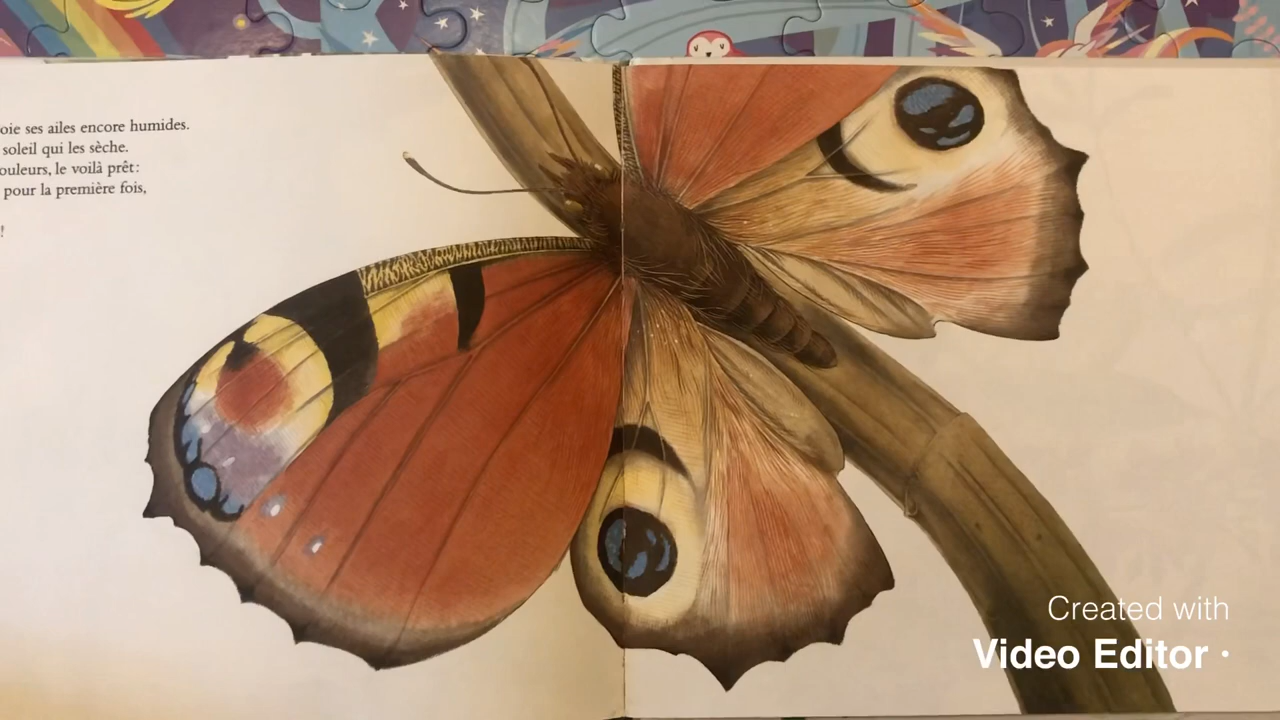 oie ses ailes encore humides.
soleil qui les sèche.
ouleurs, le voilà prêt :
pour la première fois,
!
Created with
Video Editor •